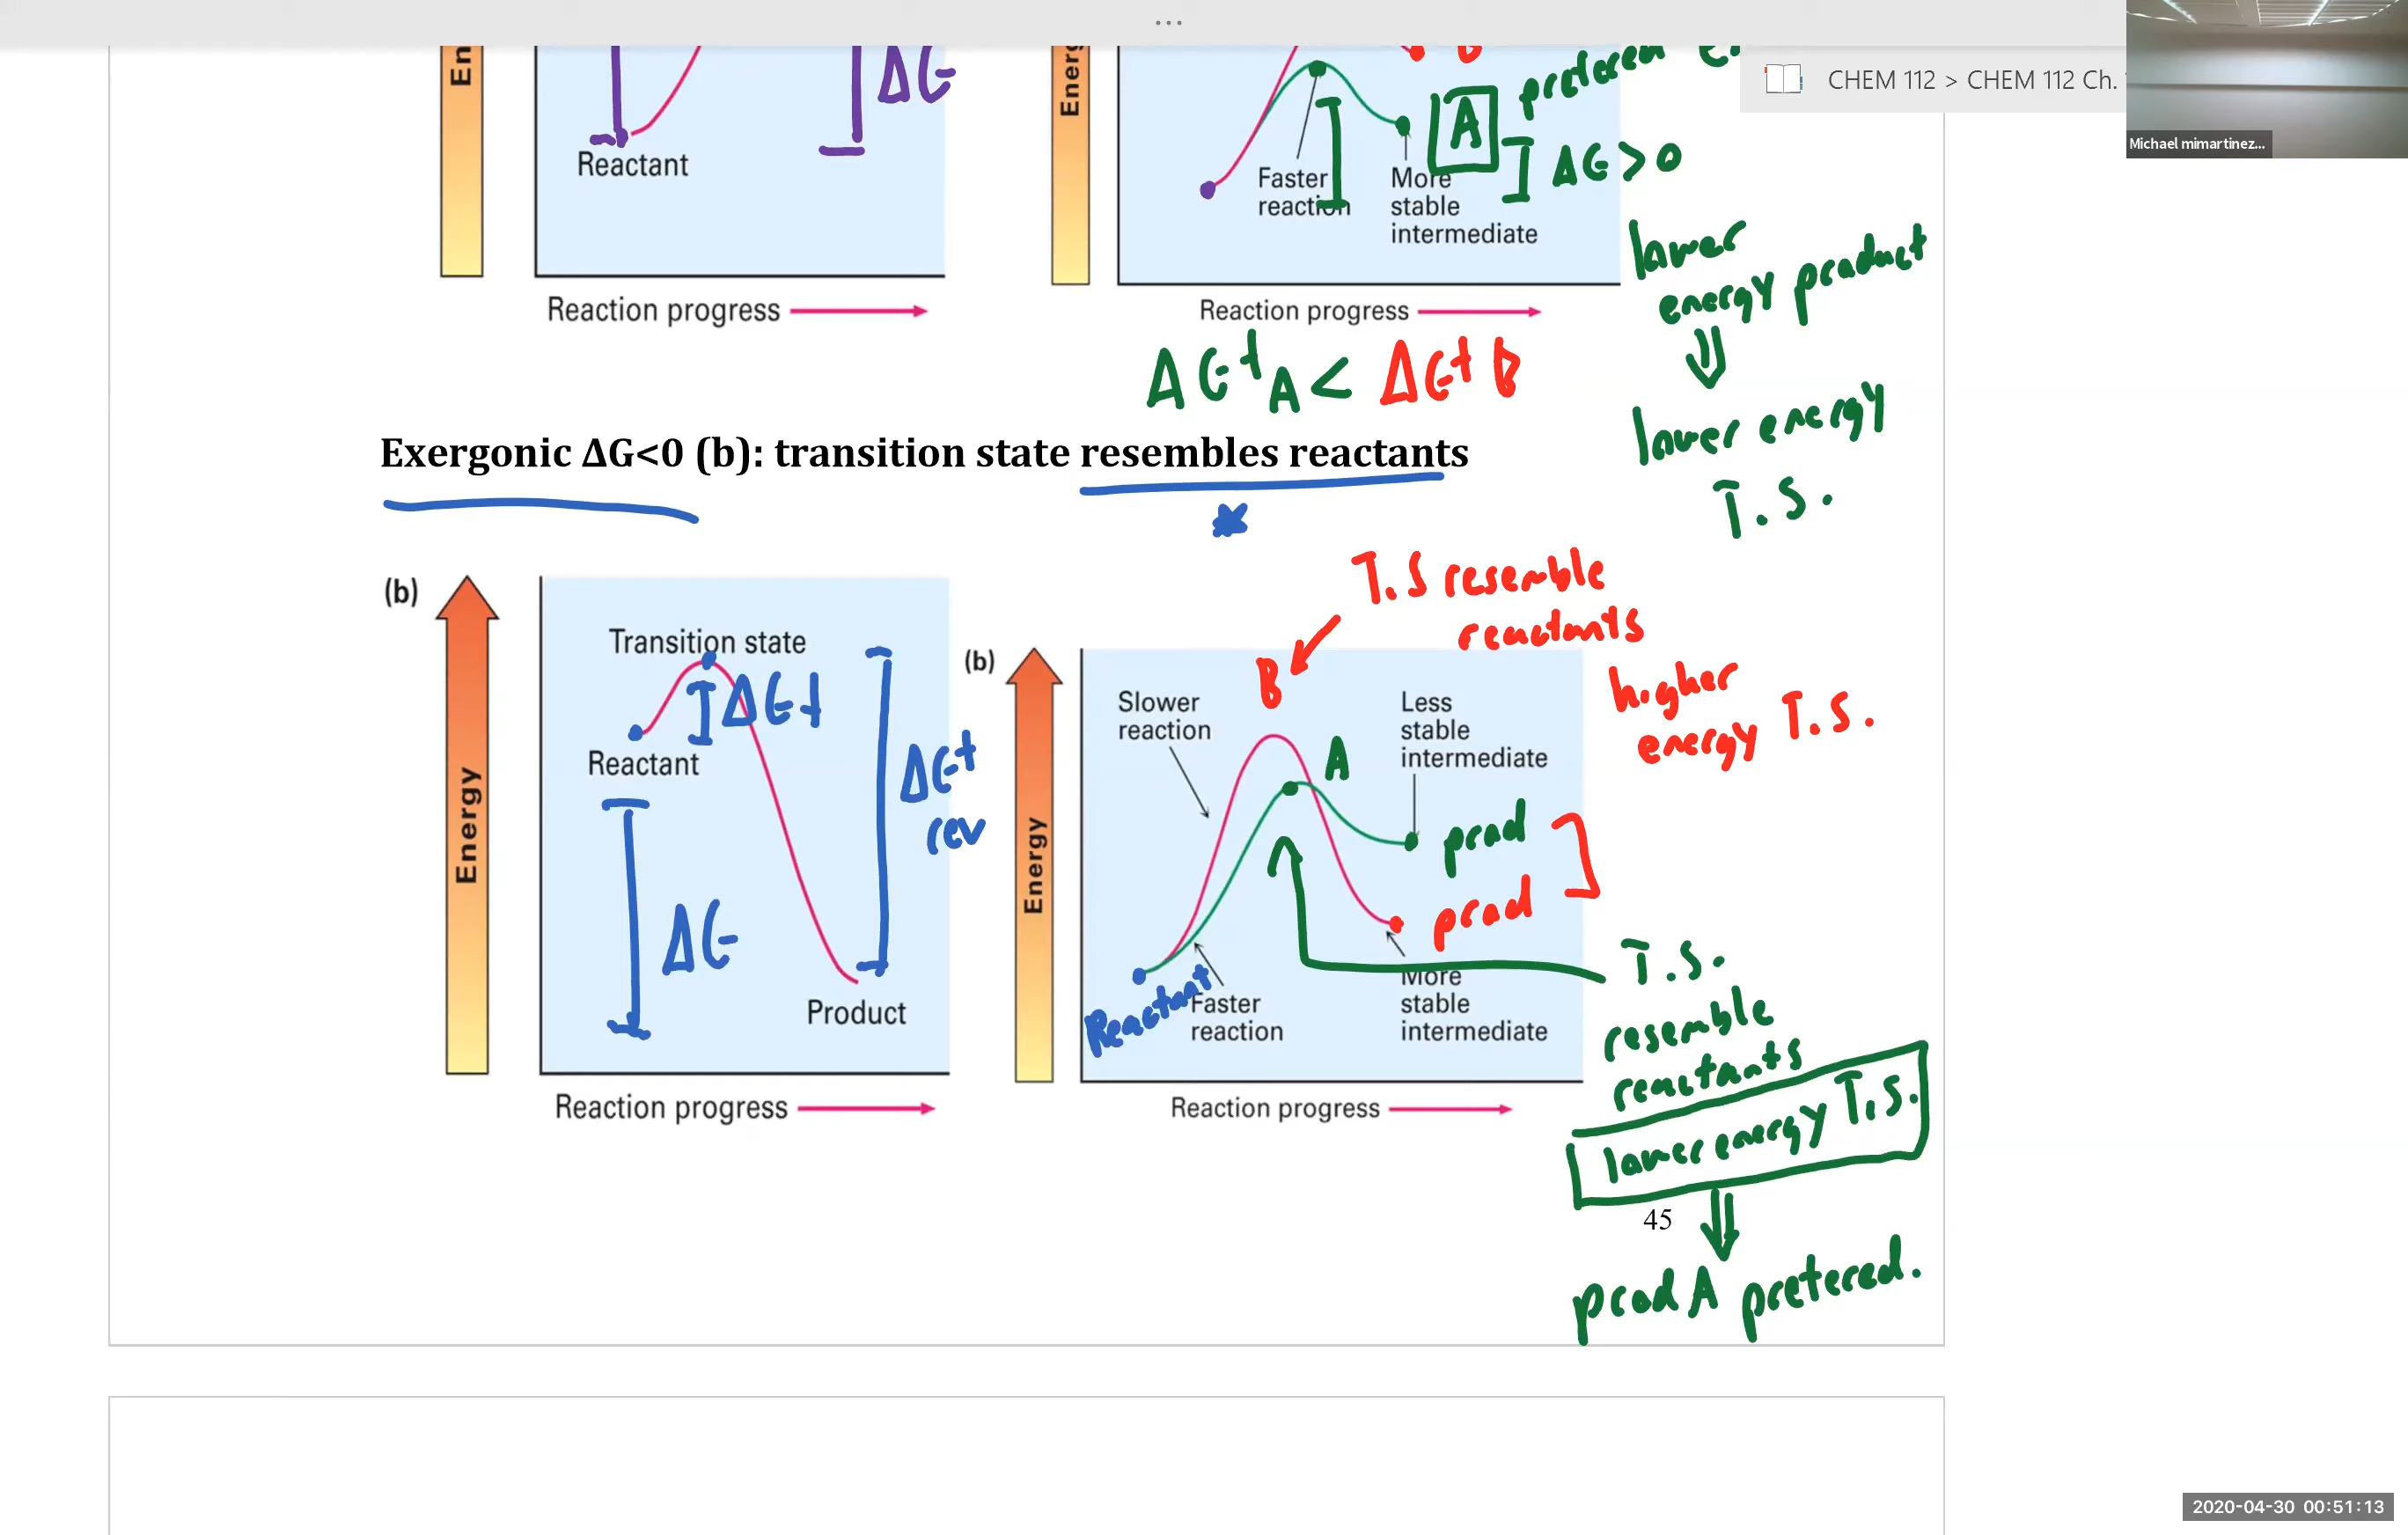 ...
CHEM 112 > CHEM 112 Ch.
Michael mimartinez...
En
ΔG
Reactant
Reaction progress
Energ
B
A
prefered
ΔG>0
Faster
reaction
More
stable
intermediate
Reaction progress
lower
energy product
⇓
lower energy
T.S.
ΔG‡A < ΔG‡B
Exergonic ΔG<0 (b): transition state resembles reactants
(b)
Energy
Transition state
ΔG‡
Reactant
ΔG
ΔG‡
rev
Product
Reaction progress
(b)
Energy
T.S resemble
reactants
higher
energy T.S.
B
Slower
reaction
A
Less
stable
intermediate
prod
prod
Reactant
Faster
reaction
More
stable
intermediate
Reaction progress
T.S.
resemble
reactants
lower energy T.S.
45
⇓
prod A prefered.
2020-04-30 00:51:13